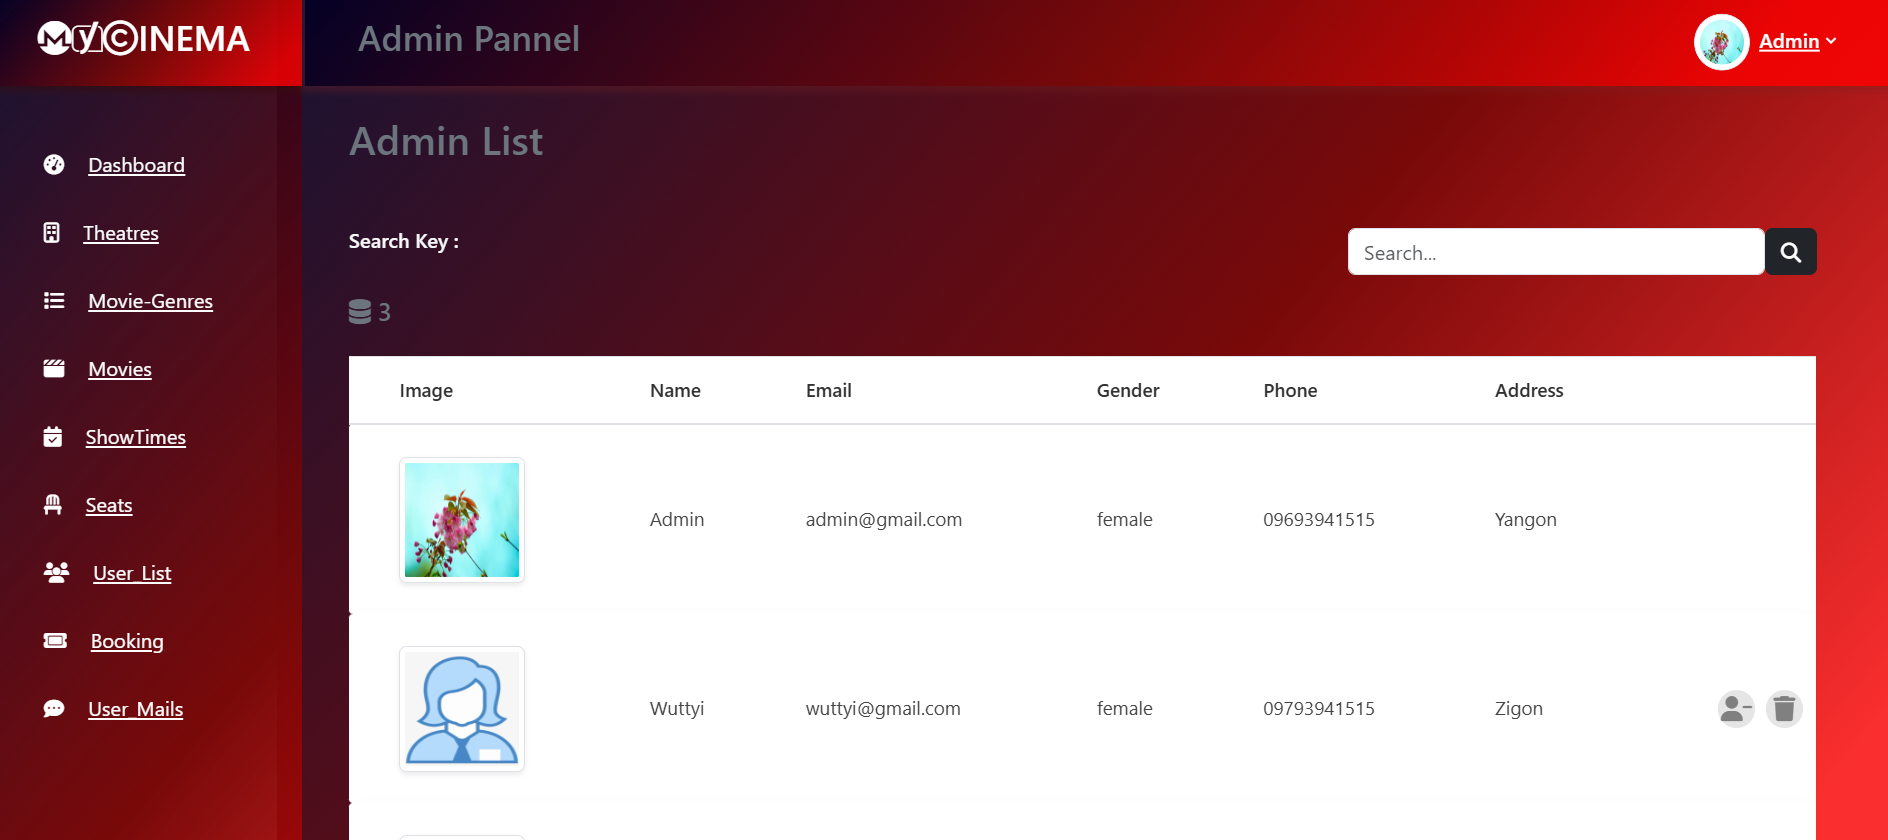 MyCINEMA
Admin Pannel
Admin
Dashboard
Theatres
Movie-Genres
Movies
ShowTimes
Seats
User_List
Booking
User_Mails
Admin List
Search Key :
Search...
3
Image Name Email Gender Phone Address
Admin admin@gmail.com female 09693941515 Yangon
Wuttyi wuttyi@gmail.com female 09793941515 Zigon